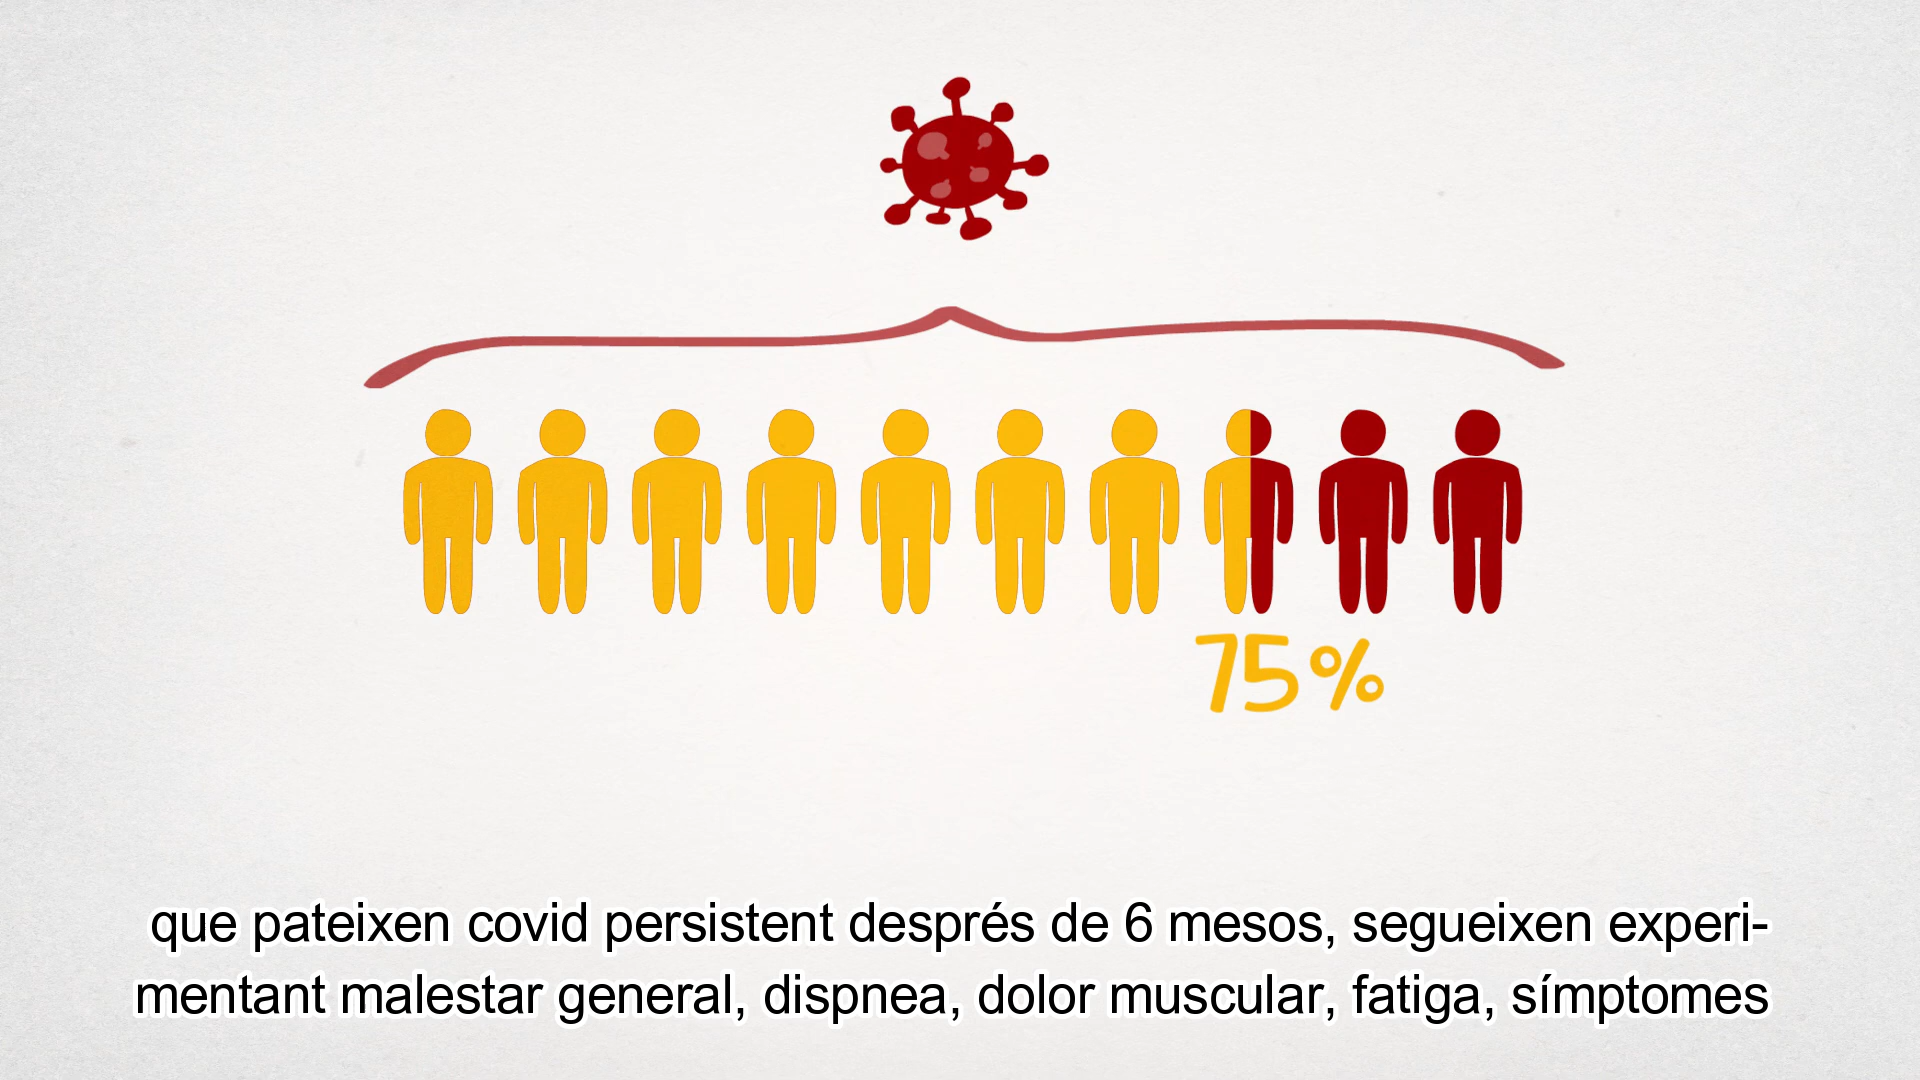 75%
que pateixen covid persistent després de 6 mesos, segueixen experi-
mentant malestar general, dispnea, dolor muscular, fatiga, símptomes